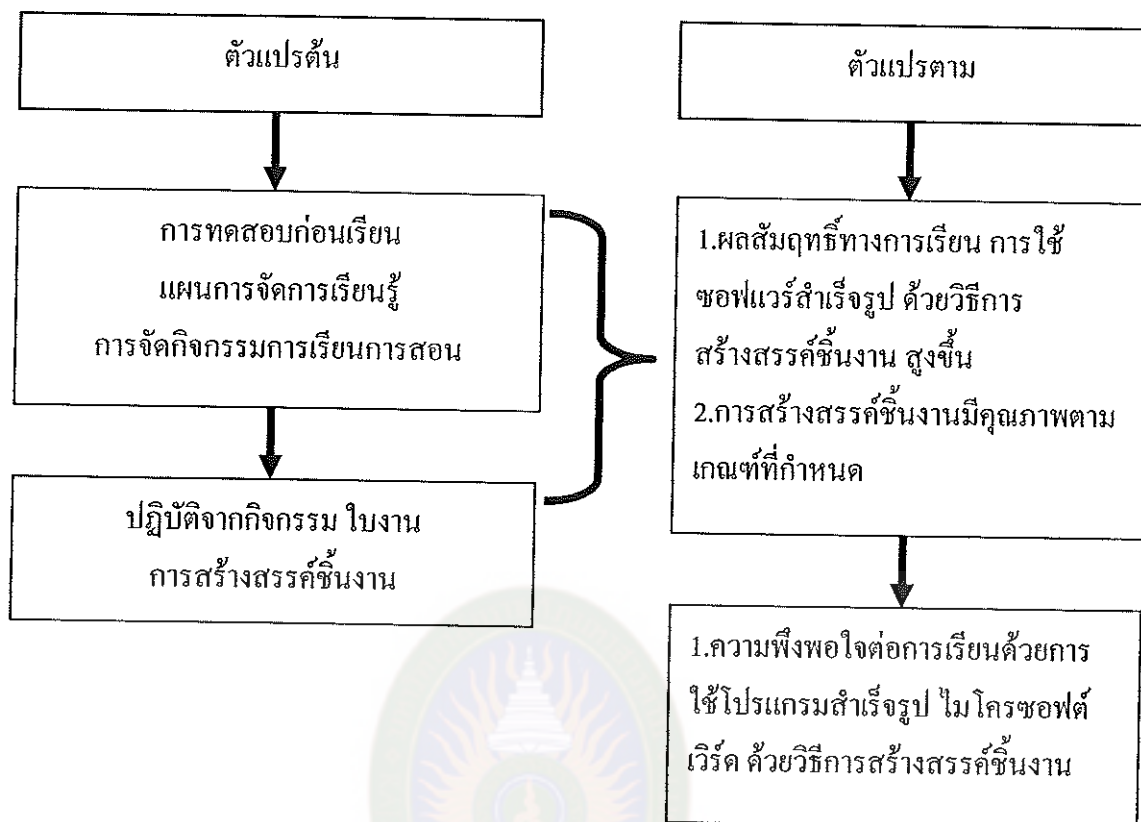 ตัวแปรต้น
การทดสอบก่อนเรียน
แผนการจัดการเรียนรู้
การจัดกิจกรรมการเรียนการสอน
ปฏิบัติจากกิจกรรม ใบงาน
การสร้างสรรค์ชิ้นงาน
ตัวแปรตาม
1.ผลสัมฤทธิ์ทางการเรียน การใช้
ซอฟแวร์สำเร็จรูป ด้วยวิธีการ
สร้างสรรค์ชิ้นงาน สูงขึ้น
2.การสร้างสรรค์ชิ้นงานมีคุณภาพตาม
เกณฑ์ที่กำหนด
1.ความพึงพอใจต่อการเรียนด้วยการ
ใช้โปรแกรมสำเร็จรูป ไมโครซอฟต์
เวิร์ด ด้วยวิธีการสร้างสรรค์ชิ้นงาน